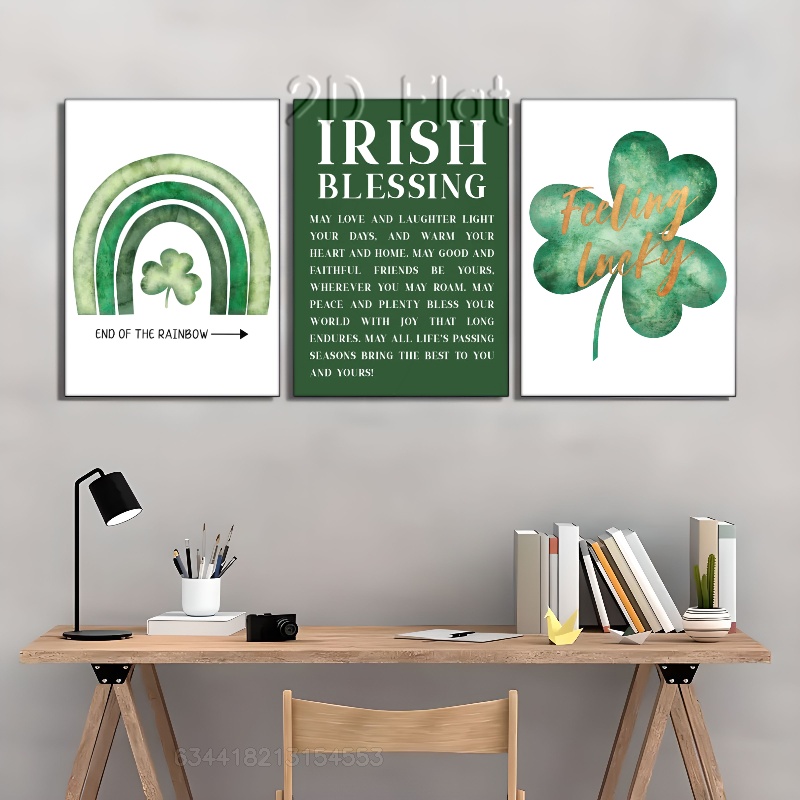 2D Flat
END OF THE RAINBOW
IRISH
BLESSING
MAY LOVE AND LAUGHTER LIGHT
YOUR DAYS, AND WARM YOUR
HEART AND HOME. MAY GOOD AND
FAITHFUL FRIENDS BE YOURS,
WHEREVER YOU MAY ROAM. MAY
PEACE AND PLENTY BLESS YOUR
WORLD WITH JOY THAT LONG
ENDURES. MAY ALL LIFE'S PASSING
SEASONS BRING THE BEST TO YOU
AND YOURS!
Feeling
lucky
634418213154553